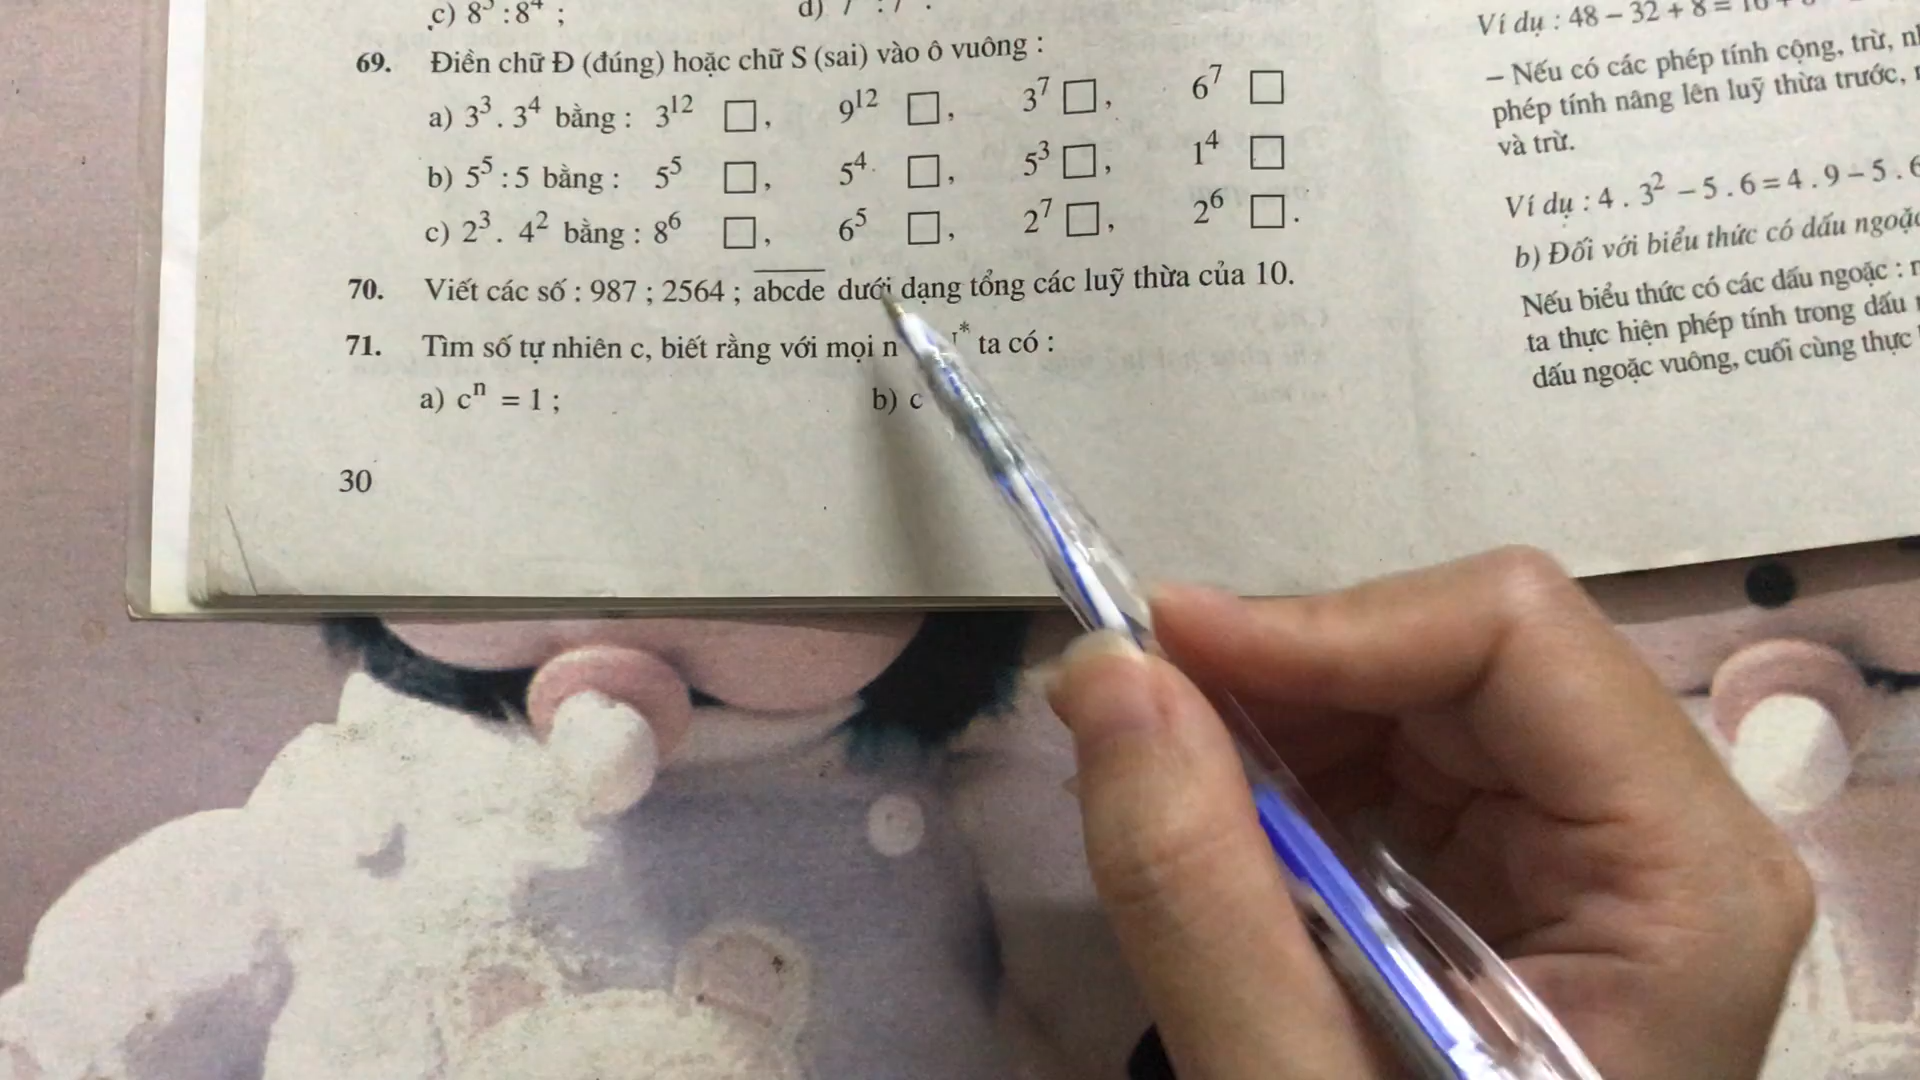 c) 8⁵ : 8⁴ ;
d)
69. Điền chữ Đ (đúng) hoặc chữ S (sai) vào ô vuông :
a) 3³ . 3⁴ bằng : 3¹² □, 9¹² □, 3⁷ □, 6⁷ □
b) 5⁵ : 5 bằng : 5⁵ □, 5⁴ □, 5³ □, 1⁴ □
c) 2³ . 4² bằng : 8⁶ □, 6⁵ □, 2⁷ □, 2⁶ □.
70. Viết các số : 987 ; 2564 ; a̅b̅c̅d̅e̅ dưới dạng tổng các luỹ thừa của 10.
71. Tìm số tự nhiên c, biết rằng với mọi n * ta có :
a) cⁿ = 1 ; b) c
30
Ví dụ : 48 – 32 + 8 =
– Nếu có các phép tính cộng, trừ,
phép tính nâng lên luỹ thừa trước,
và trừ.
Ví dụ : 4 . 3² – 5 . 6 = 4 . 9 – 5 .
b) Đối với biểu thức có dấu
Nếu biểu thức có các dấu ngoặc :
ta thực hiện phép tính trong dấu
dấu ngoặc vuông, cuối cùng thực